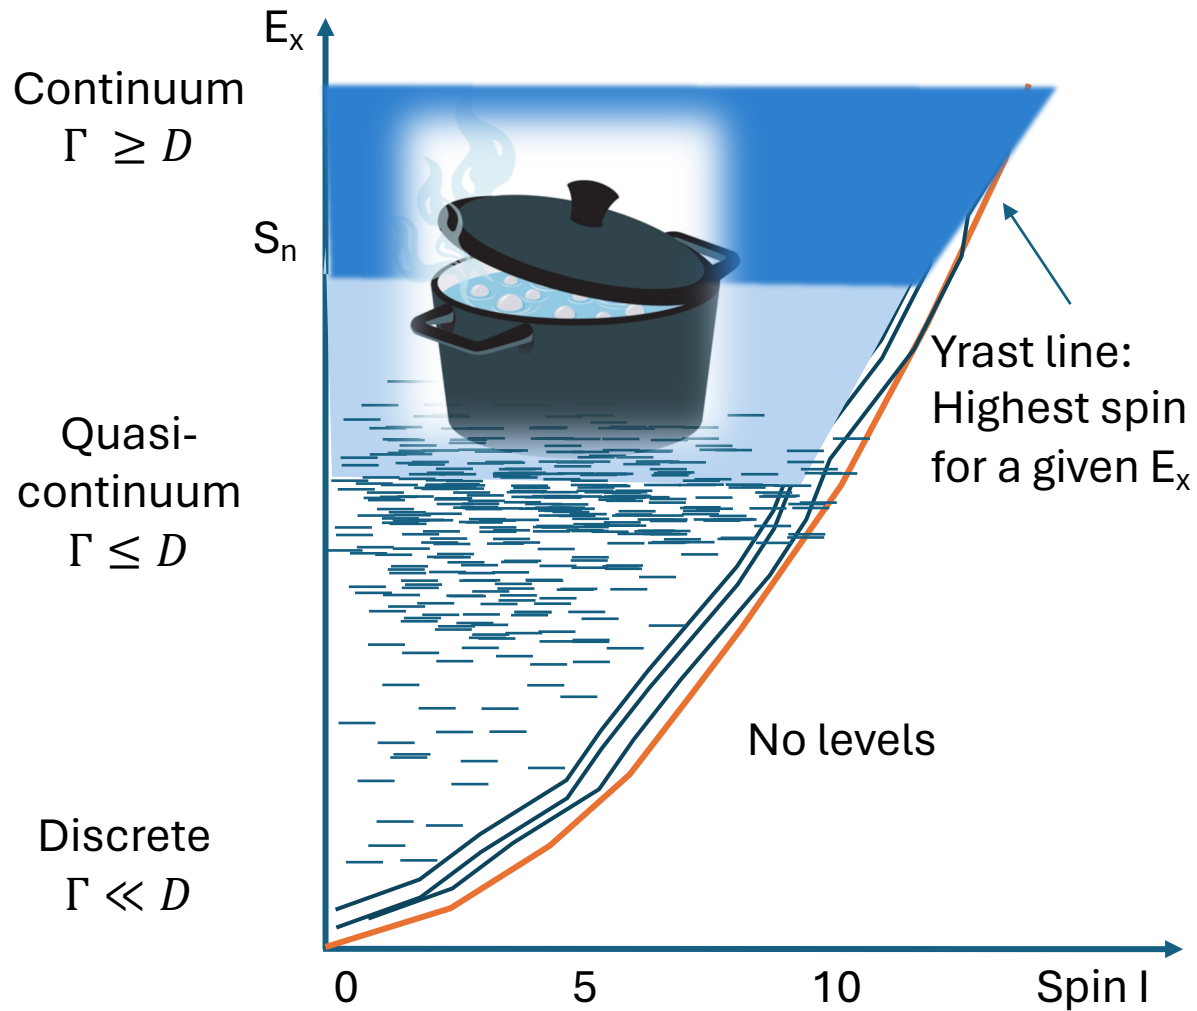 Eₓ
Continuum
Γ ≥ D
Sₙ
Yrast line:
Highest spin
for a given Eₓ
Quasi-
continuum
Γ ≤ D
No levels
Discrete
Γ ≪ D
0 5 10 Spin I